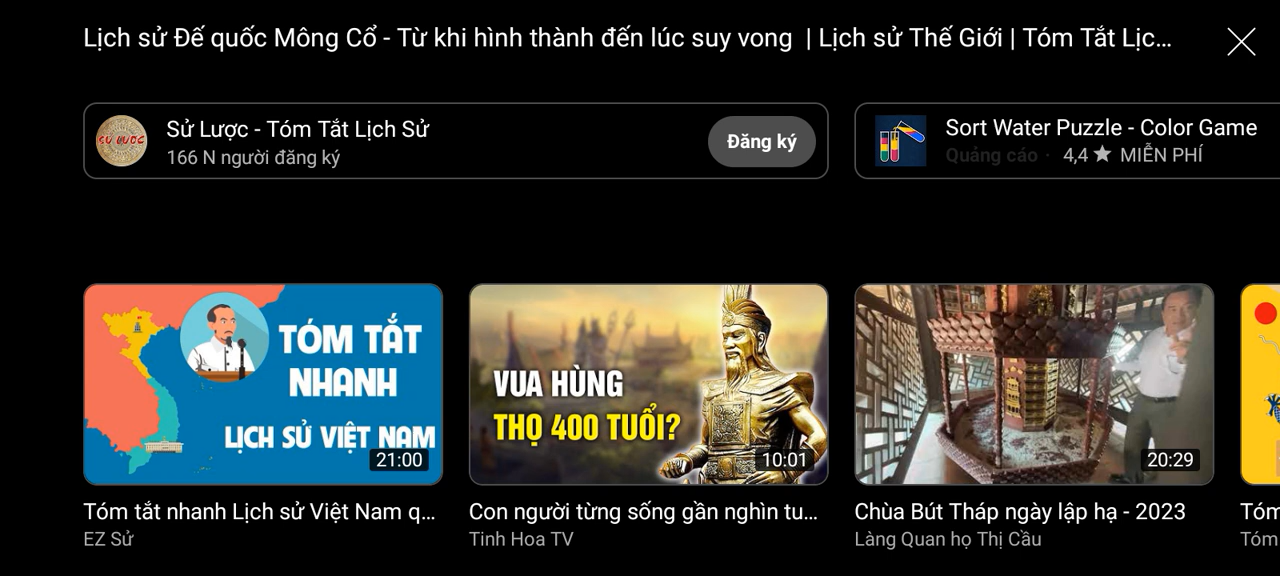 Lịch sử Đế quốc Mông Cổ - Từ khi hình thành đến lúc suy vong | Lịch sử Thế Giới | Tóm Tắt Lịc...
SỬ LƯỢC
Sử Lược - Tóm Tắt Lịch Sử
166 N người đăng ký
Đăng ký
Sort Water Puzzle - Color Game
Quảng cáo · 4,4 ★ MIỄN PHÍ
TÓM TẮT
NHANH
LỊCH SỬ VIỆT NAM
21:00
Tóm tắt nhanh Lịch sử Việt Nam q...
EZ Sử
VUA HÙNG
THỌ 400 TUỔI?
10:01
Con người từng sống gần nghìn tu...
Tinh Hoa TV
20:29
Chùa Bút Tháp ngày lập hạ - 2023
Làng Quan họ Thị Cầu
Tóm
Tóm